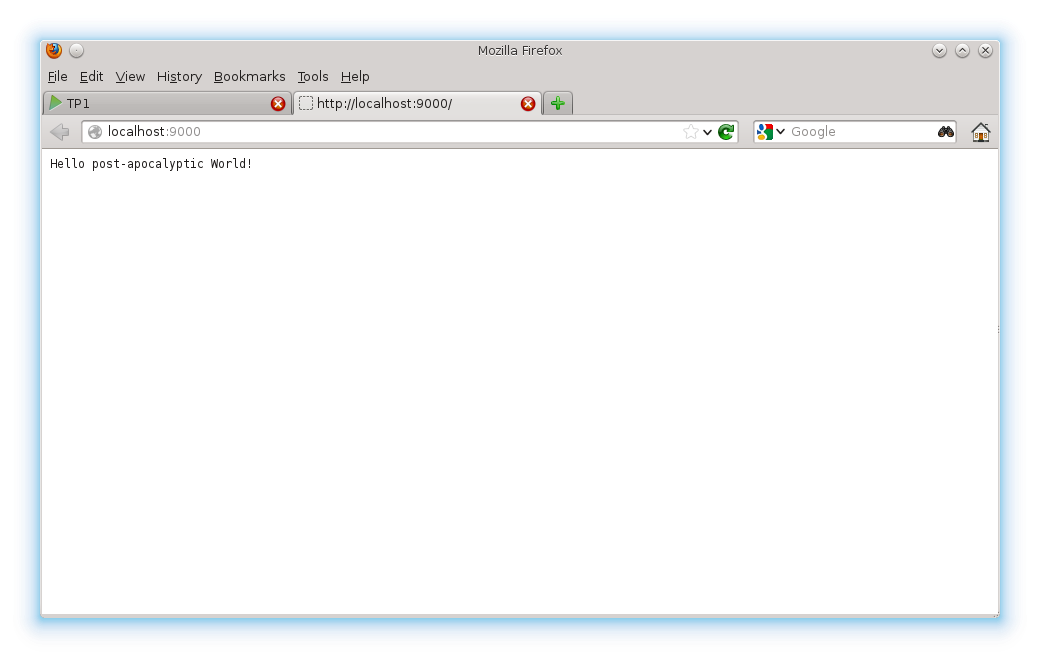 Mozilla Firefox
File Edit View History Bookmarks Tools Help
TP1 http://localhost:9000/
localhost:9000 Google
Hello post-apocalyptic World!